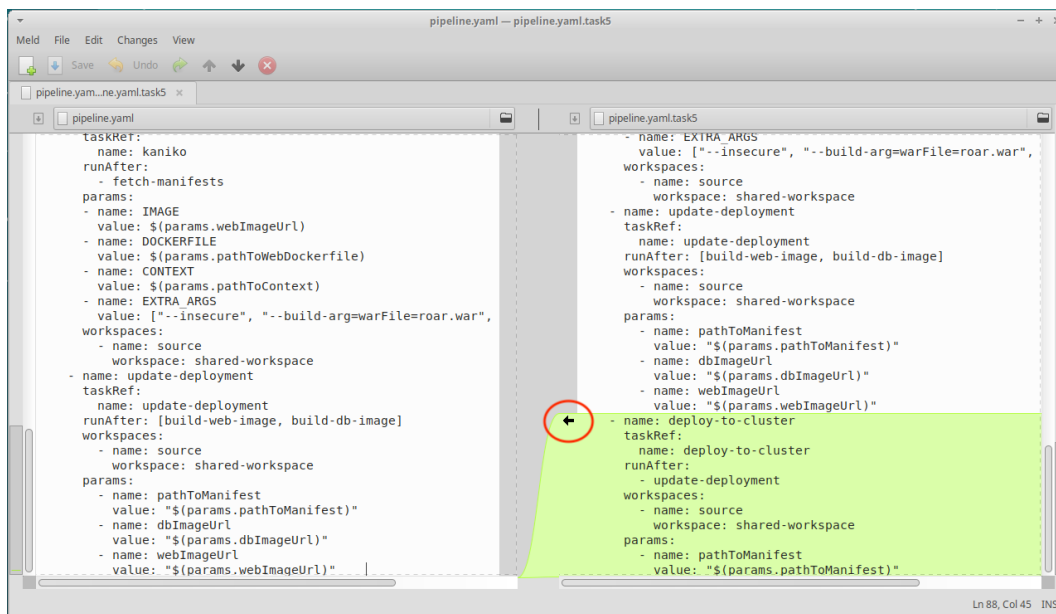 pipeline.yaml — pipeline.yaml.task5
Meld File Edit Changes View
Save Undo
pipeline.yam...ne.yaml.task5
pipeline.yaml
taskRef:
name: kaniko
runAfter:
- fetch-manifests
params:
- name: IMAGE
value: $(params.webImageUrl)
- name: DOCKERFILE
value: $(params.pathToWebDockerfile)
- name: CONTEXT
value: $(params.pathToContext)
- name: EXTRA_ARGS
value: ["--insecure", "--build-arg=warFile=roar.war",
workspaces:
- name: source
workspace: shared-workspace
- name: update-deployment
taskRef:
name: update-deployment
runAfter: [build-web-image, build-db-image]
workspaces:
- name: source
workspace: shared-workspace
params:
- name: pathToManifest
value: "$(params.pathToManifest)"
- name: dbImageUrl
value: "$(params.dbImageUrl)"
- name: webImageUrl
value: "$(params.webImageUrl)"
pipeline.yaml.task5
- name: EXTRA_ARGS
value: ["--insecure", "--build-arg=warFile=roar.war",
workspaces:
- name: source
workspace: shared-workspace
- name: update-deployment
taskRef:
name: update-deployment
runAfter: [build-web-image, build-db-image]
workspaces:
- name: source
workspace: shared-workspace
params:
- name: pathToManifest
value: "$(params.pathToManifest)"
- name: dbImageUrl
value: "$(params.dbImageUrl)"
- name: webImageUrl
value: "$(params.webImageUrl)"
- name: deploy-to-cluster
taskRef:
name: deploy-to-cluster
runAfter:
- update-deployment
workspaces:
- name: source
workspace: shared-workspace
params:
- name: pathToManifest
value: "$(params.pathToManifest)"
Ln 88, Col 45 INS